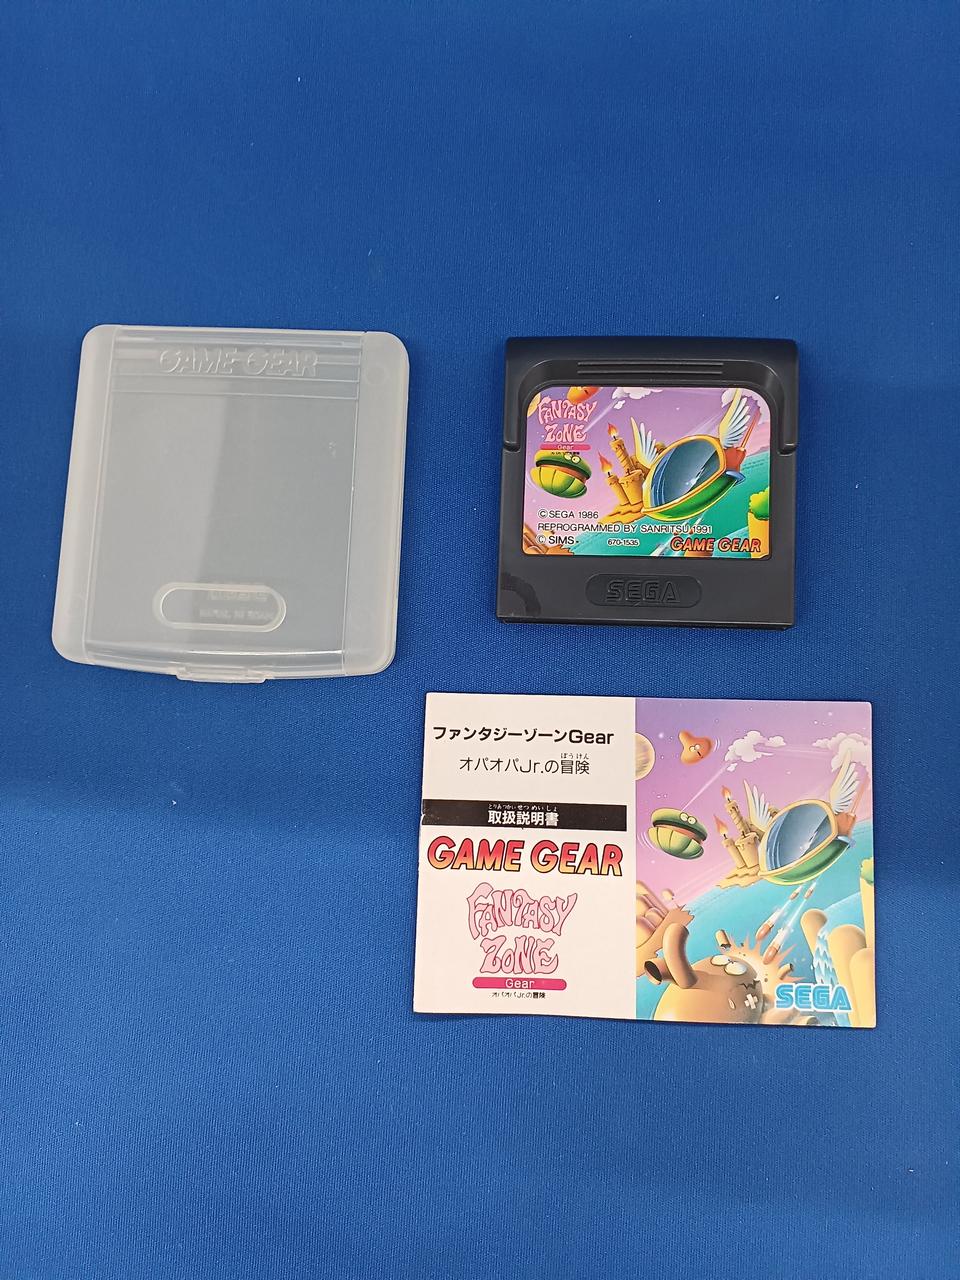 GAME GEAR
FANTASY
ZONE
Gear
© SEGA 1986
REPROGRAMMED BY SANRITSU 1991
© SIMS
670-1535
GAME GEAR
SEGA
ファンタジーゾーンGear
ぼうけん
オパオパJr.の冒険
とりあつかいせつめいしょ
取扱説明書
GAME GEAR
FANTASY
ZONE
Gear
オパオパJr.の冒険
SEGA